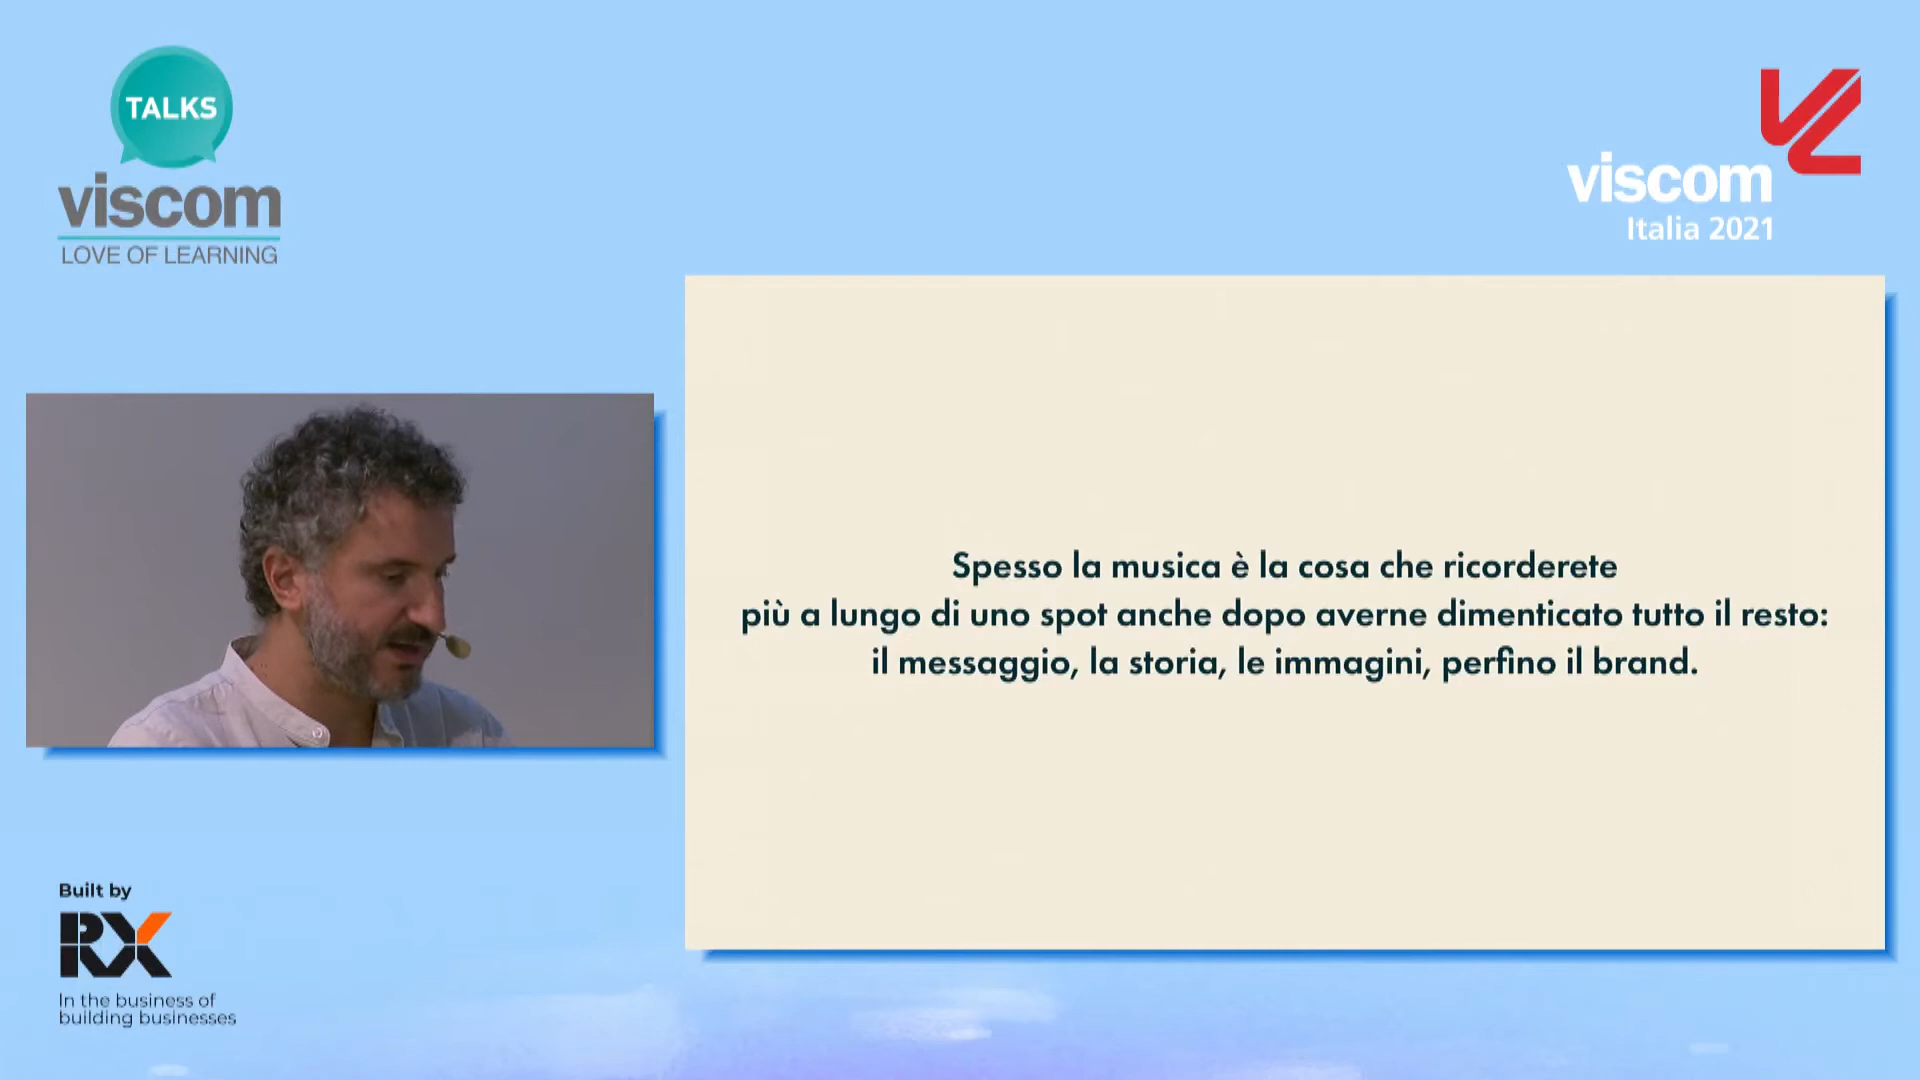 TALKS
viscom
LOVE OF LEARNING
viscom
Italia 2021
Spesso la musica è la cosa che ricorderete
più a lungo di uno spot anche dopo averne dimenticato tutto il resto:
il messaggio, la storia, le immagini, perfino il brand.
Built by
RX
In the business of
building businesses